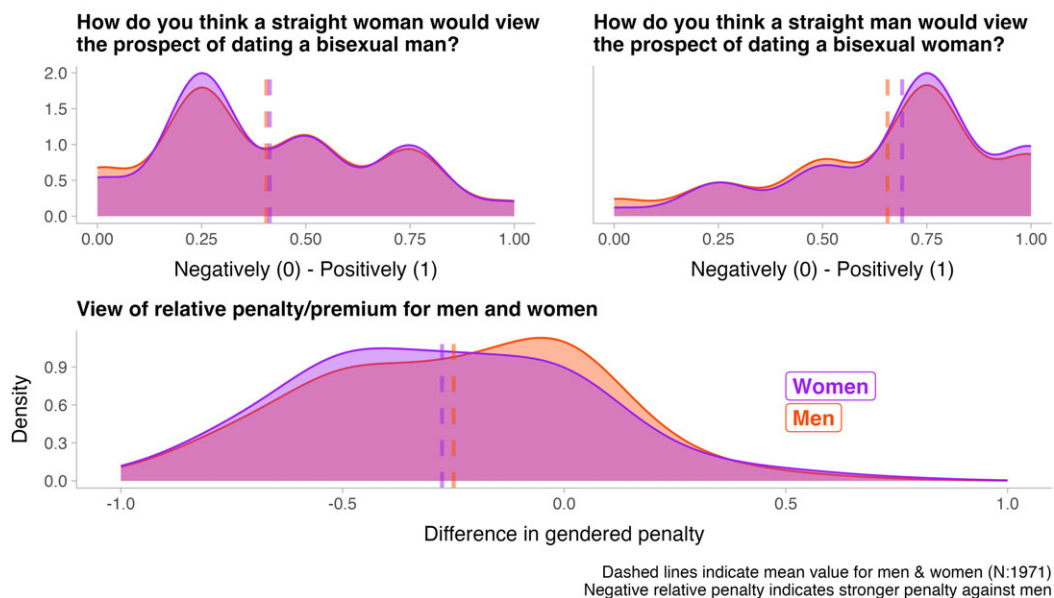 How do you think a straight woman would view
the prospect of dating a bisexual man?
How do you think a straight man would view
the prospect of dating a bisexual woman?
2.0
1.5
1.0
0.5
0.0
0.00 0.25 0.50 0.75 1.00
0.00 0.25 0.50 0.75 1.00
Negatively (0) - Positively (1)
Negatively (0) - Positively (1)
View of relative penalty/premium for men and women
Density
0.9
0.6
0.3
0.0
Women
Men
-1.0 -0.5 0.0 0.5 1.0
Difference in gendered penalty
Dashed lines indicate mean value for men & women (N:1971)
Negative relative penalty indicates stronger penalty against men